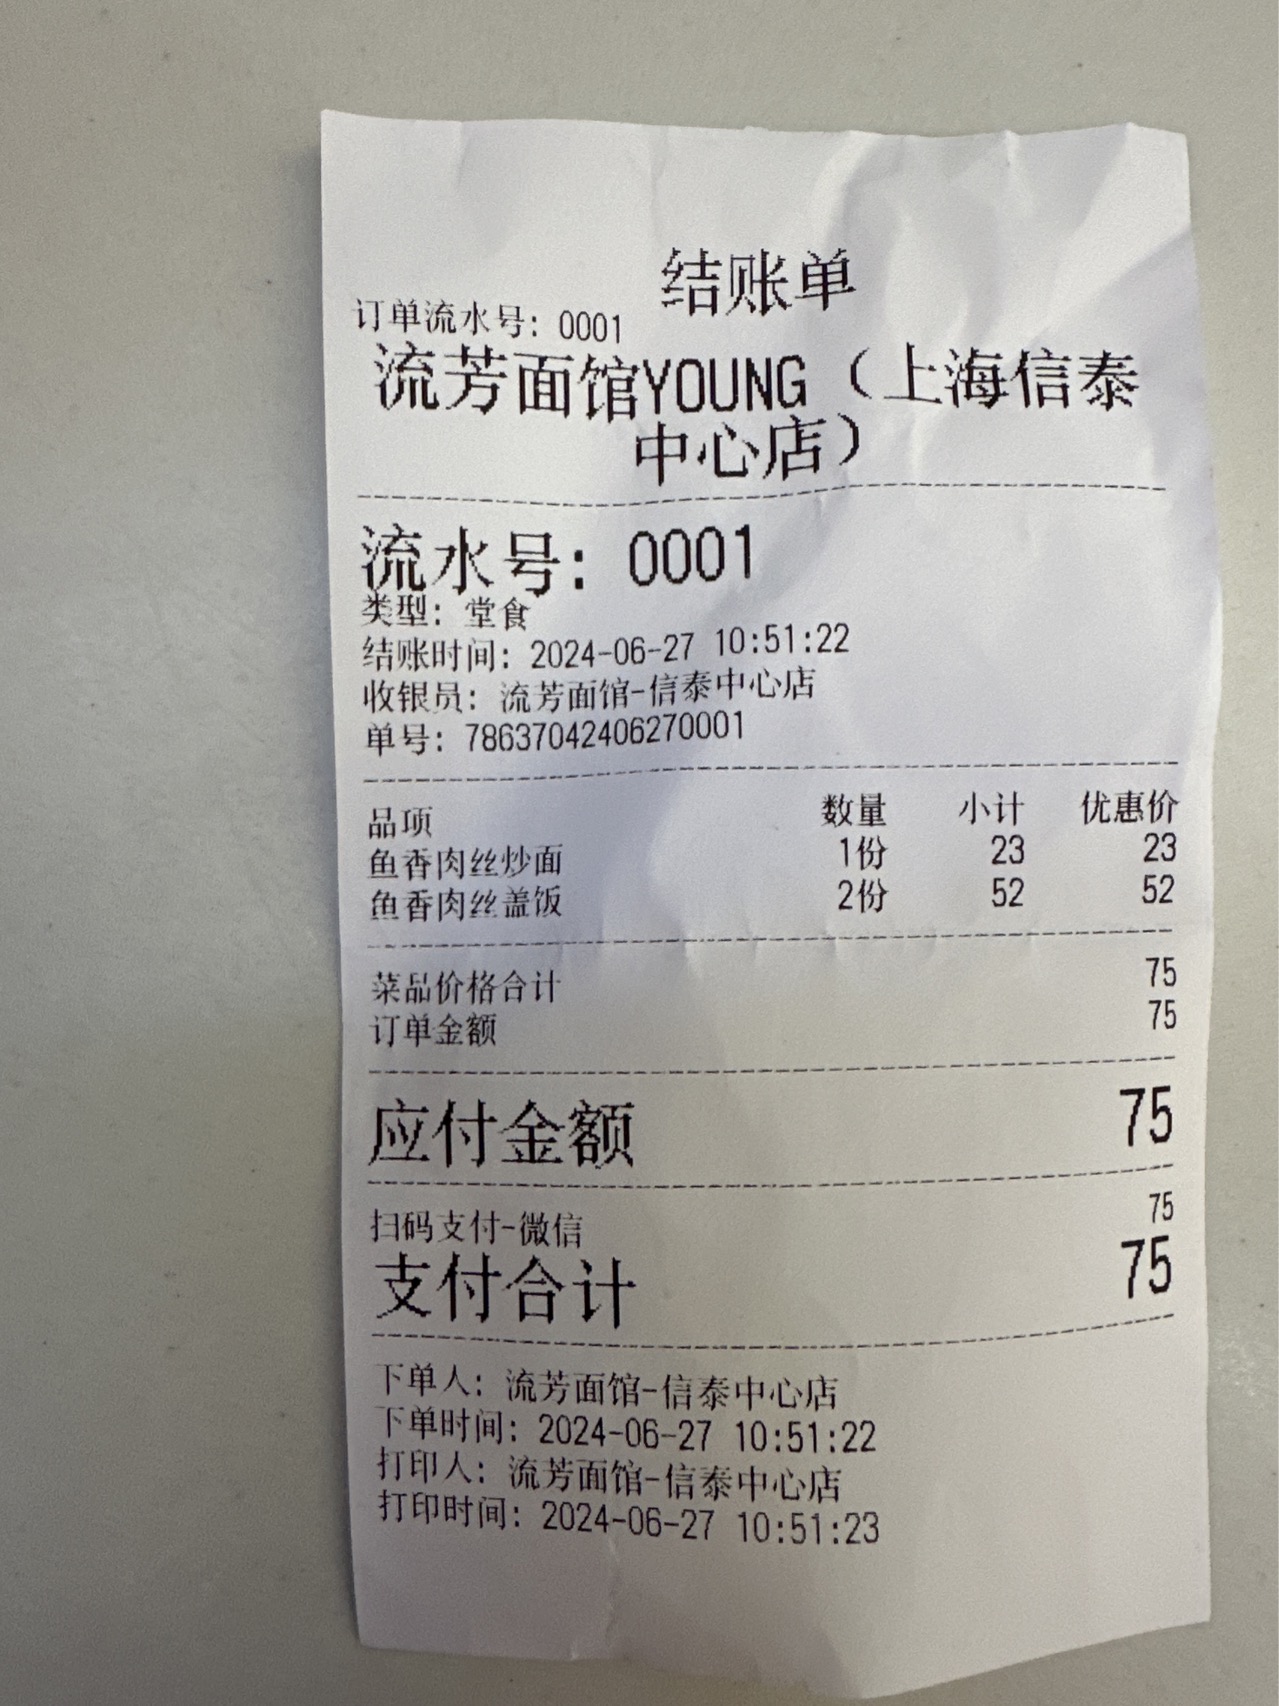 结账单
订单流水号: 0001
流芳面馆YOUNG（上海信泰
中心店）
流水号: 0001
类型: 堂食
结账时间: 2024-06-27 10:51:22
收银员: 流芳面馆-信泰中心店
单号: 78637042406270001
品项 数量 小计 优惠价
鱼香肉丝炒面 1份 23 23
鱼香肉丝盖饭 2份 52 52
菜品价格合计 75
订单金额 75
应付金额 75
扫码支付-微信 75
支付合计 75
下单人: 流芳面馆-信泰中心店
下单时间: 2024-06-27 10:51:22
打印人: 流芳面馆-信泰中心店
打印时间: 2024-06-27 10:51:23